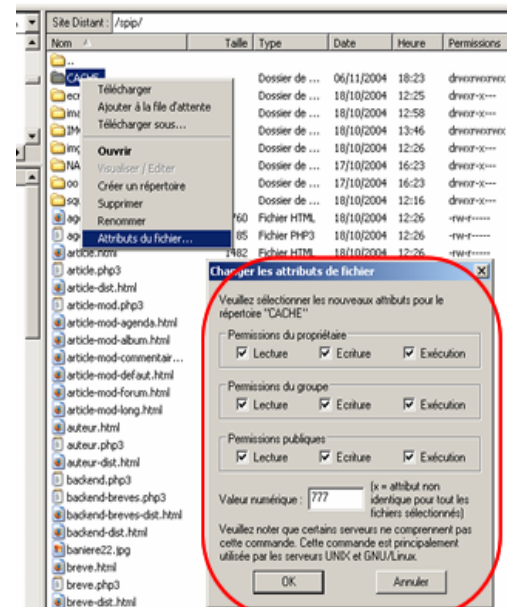 Site Distant : /spip/
Nom Taille Type Date Heure Permissions
..
CACHE Dossier de ... 06/11/2004 18:23 drwxrwxrwx
Télécharger
Dossier de ... 18/10/2004 12:25 drwxr-x---
Ajouter à la file d'attente
Dossier de ... 18/10/2004 12:58 drwxr-x---
Télécharger sous...
Dossier de ... 18/10/2004 13:46 drwxrwxrwx
Ouvrir
Dossier de ... 18/10/2004 12:26 drwxr-x---
Visualiser / Editer
Dossier de ... 17/10/2004 16:23 drwxr-x---
Créer un répertoire
Dossier de ... 17/10/2004 16:23 drwxr-x---
Supprimer
Dossier de ... 18/10/2004 12:16 drwxr-x---
Renommer
760 Fichier HTML 18/10/2004 12:26 -rw-r-----
Attributs du fichier...
85 Fichier PHP3 18/10/2004 12:26 -rw-r-----
article.html 1482 Fichier HTML 18/10/2004 12:26 -rw-r-----
article.php3
article-dist.html
article-mod.php3
article-mod-agenda.html
article-mod-album.html
article-mod-commentair...
article-mod-defaut.html
article-mod-forum.html
article-mod-long.html
auteur.html
auteur.php3
auteur-dist.html
backend.php3
backend-breves.php3
backend-breves-dist.html
backend-dist.html
baniere22.jpg
breve.html
breve.php3
breve-dist.html
Changer les attributs de fichier
Veuillez sélectionner les nouveaux attributs pour le
répertoire "CACHE"
Permissions du propriétaire
Lecture Ecriture Exécution
Permissions du groupe
Lecture Ecriture Exécution
Permissions publiques
Lecture Ecriture Exécution
Valeur numérique : 777
(x = attribut non
identique pour tout les
fichiers sélectionnés)
Veuillez noter que certains serveurs ne comprennent pas
cette commande. Cette commande est principalement
utilisée par les serveurs UNIX et GNU/Linux.
OK Annuler